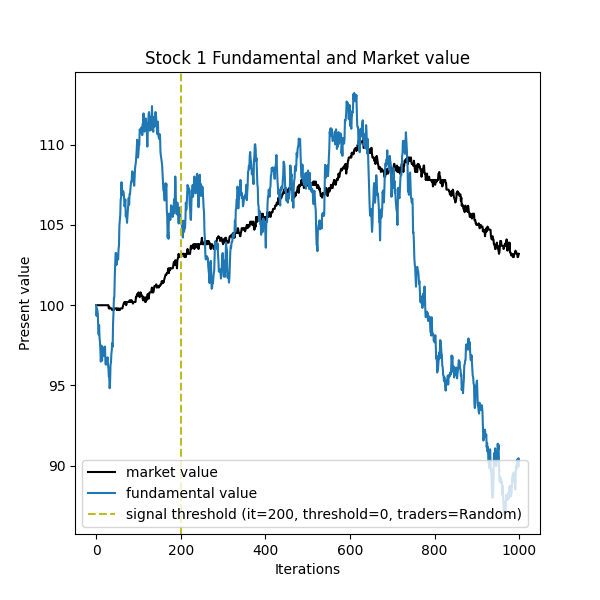 Stock 1 Fundamental and Market value
Present value
110
105
100
95
90
market value
fundamental value
signal threshold (it=200, threshold=0, traders=Random)
0
200
400
600
800
1000
Iterations